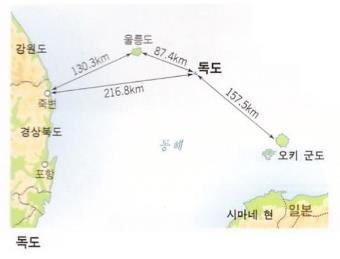 울릉도
강원도
87.4km
독도
130.3km
216.8km
죽변
157.5km
경상북도
동해
오키 군도
포항
시마네 현
일본
독도